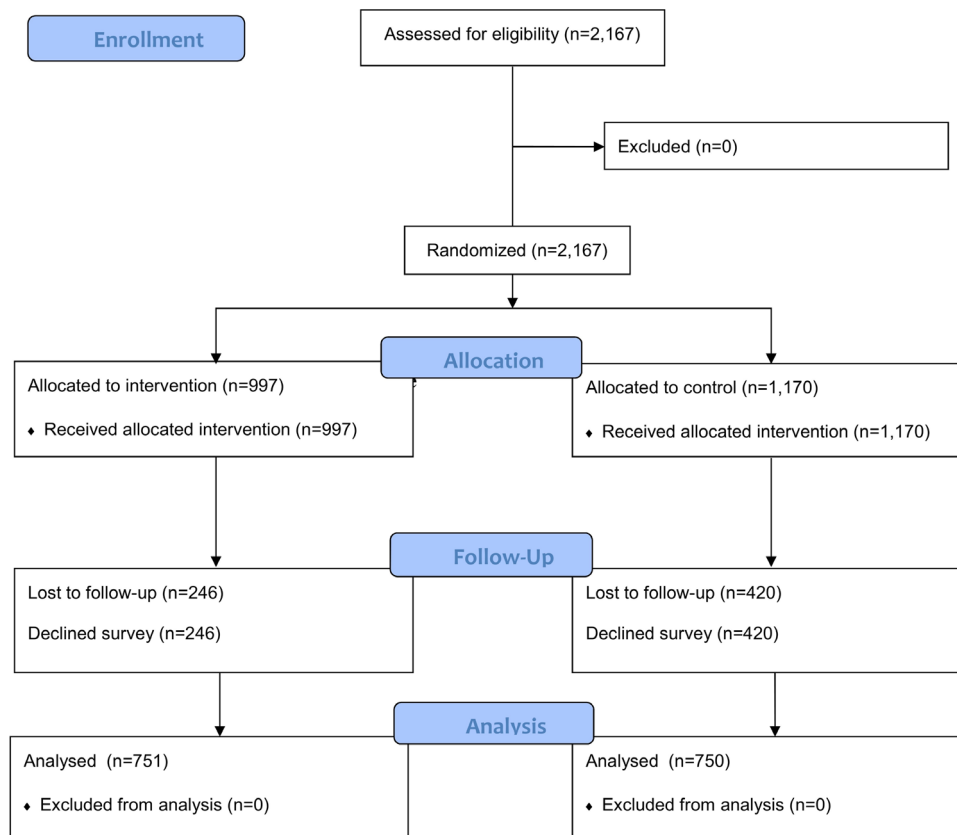 Enrollment
Assessed for eligibility (n=2,167)
Excluded (n=0)
Randomized (n=2,167)
Allocation
Allocated to intervention (n=997)
♦ Received allocated intervention (n=997)
Allocated to control (n=1,170)
♦ Received allocated intervention (n=1,170)
Follow-Up
Lost to follow-up (n=246)
Declined survey (n=246)
Lost to follow-up (n=420)
Declined survey (n=420)
Analysis
Analysed (n=751)
♦ Excluded from analysis (n=0)
Analysed (n=750)
♦ Excluded from analysis (n=0)